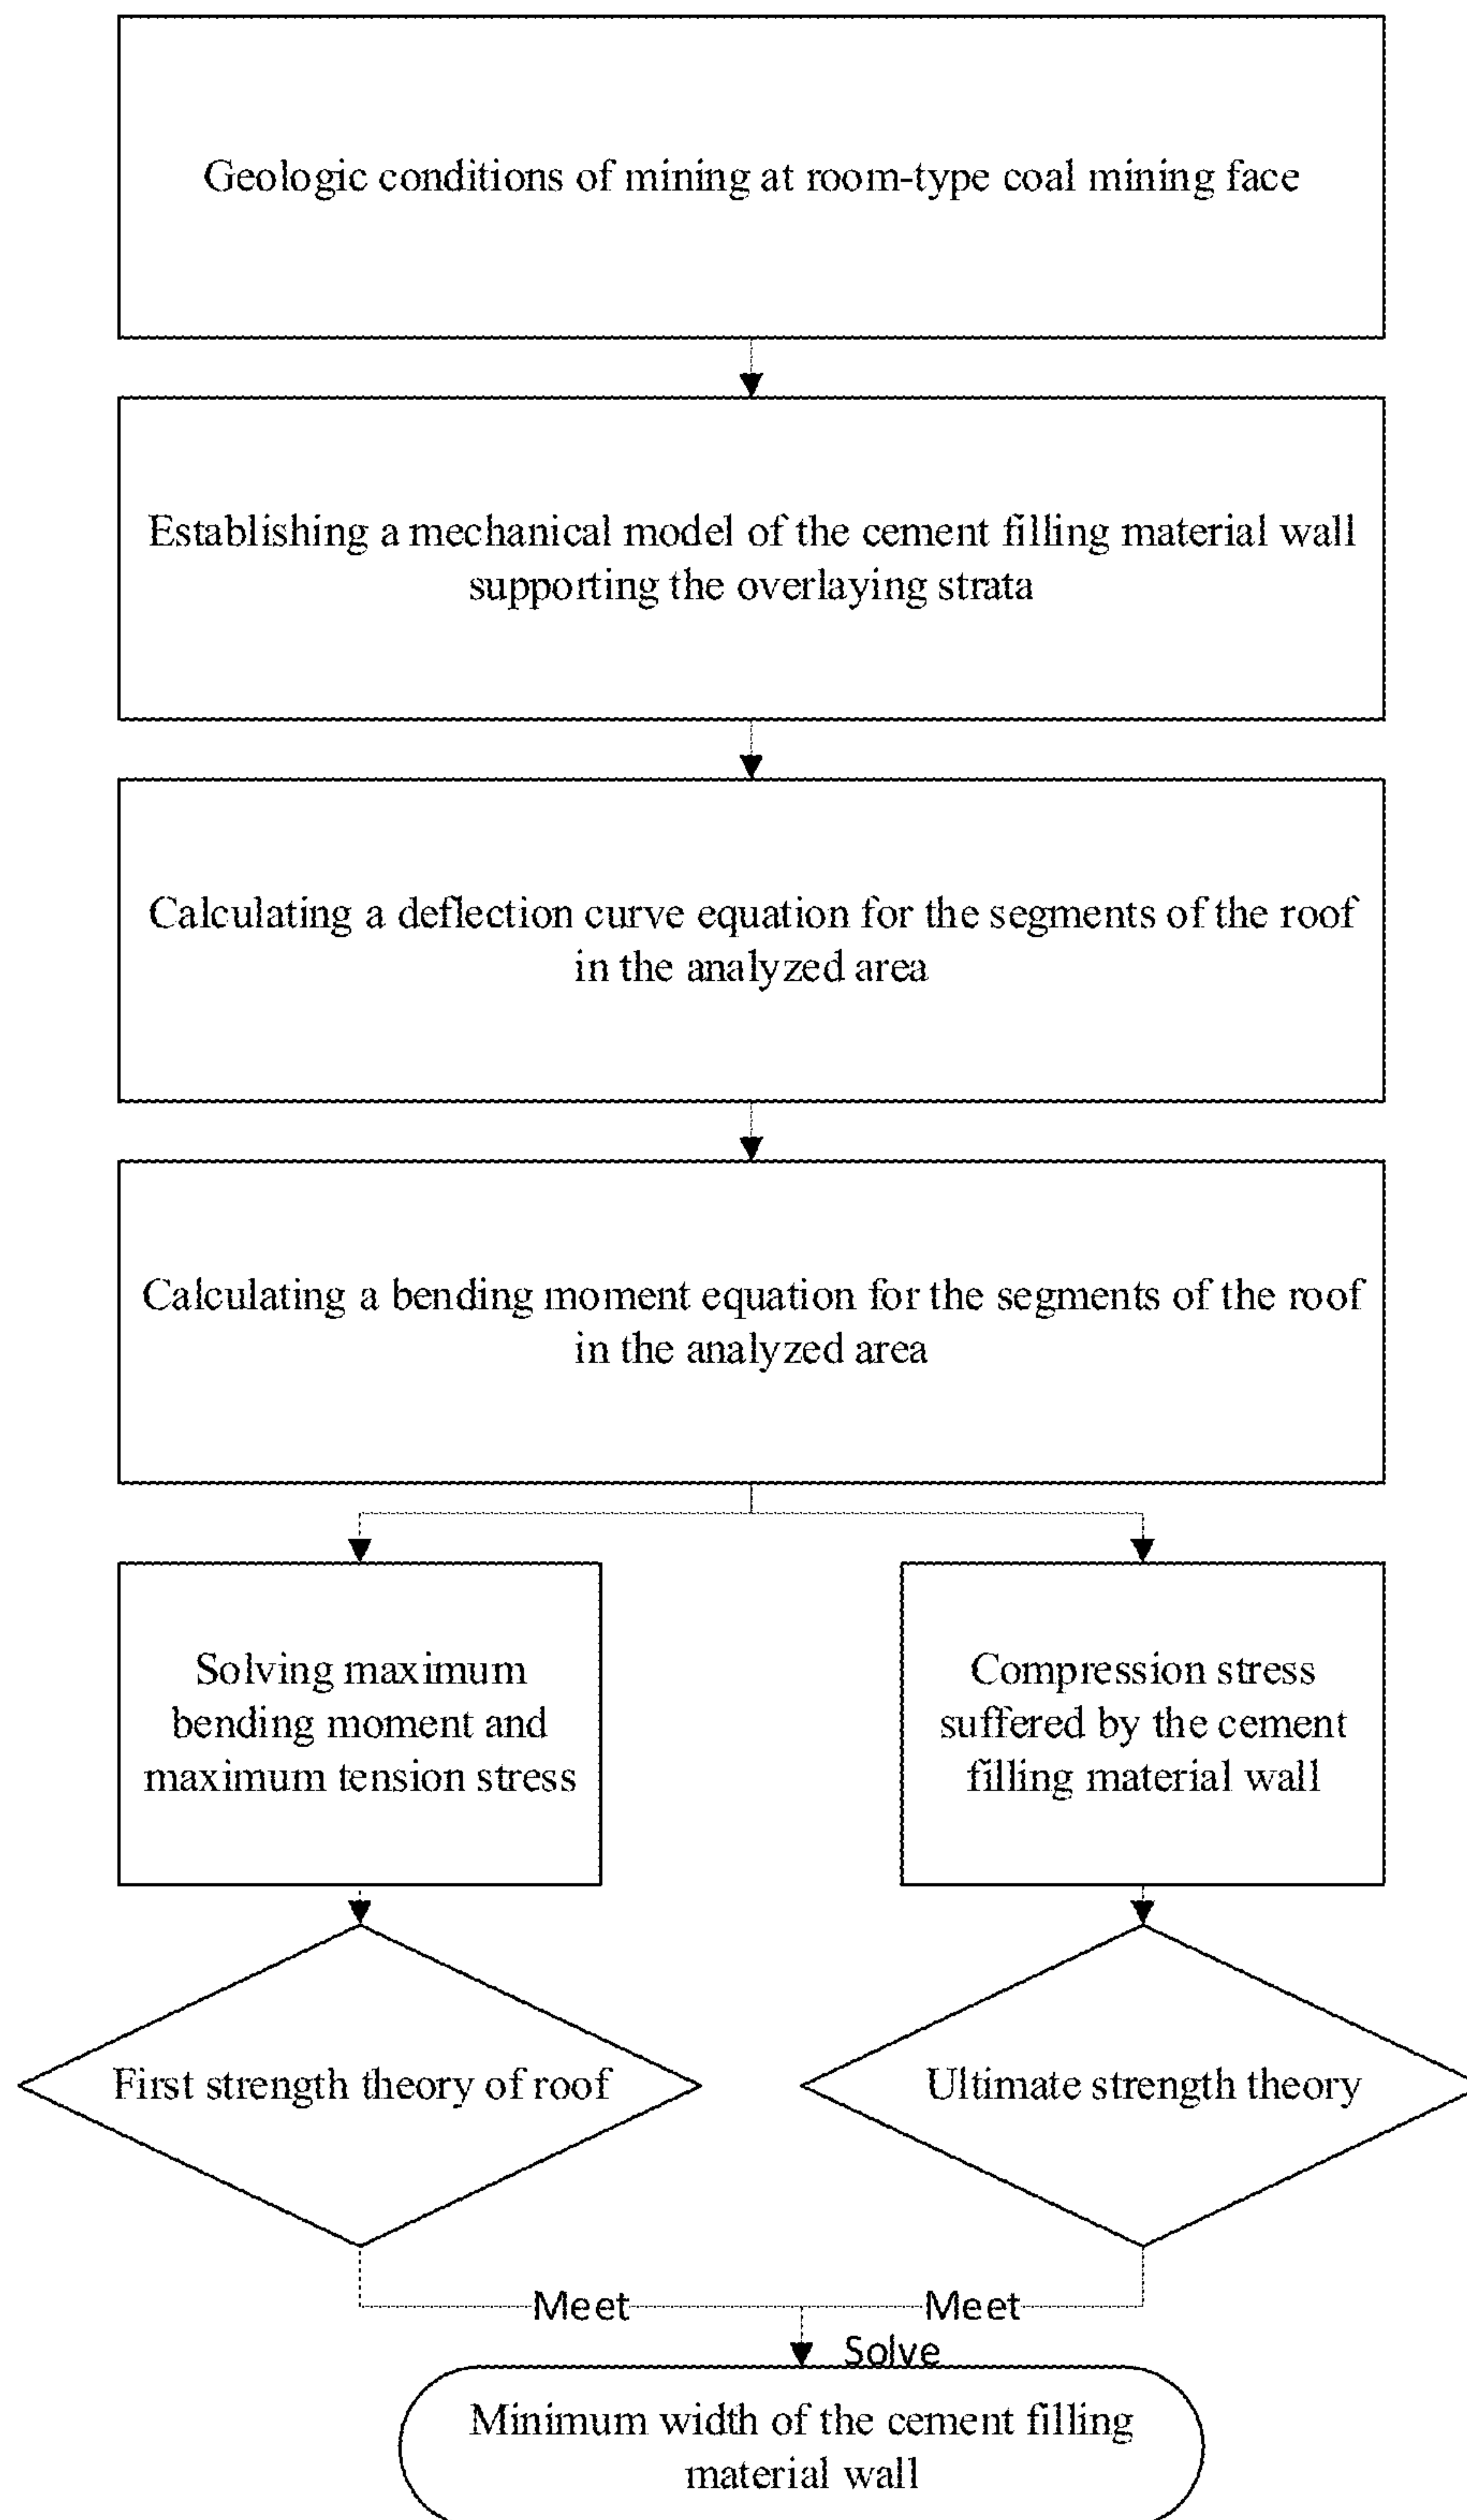 Geologic conditions of mining at room-type coal mining face
Establishing a mechanical model of the cement filling material wall
supporting the overlaying strata
Calculating a deflection curve equation for the segments of the roof
in the analyzed area
Calculating a bending moment equation for the segments of the roof
in the analyzed area
Solving maximum
bending moment and
maximum tension stress
Compression stress
suffered by the cement
filling material wall
First strength theory of roof
Ultimate strength theory
Meet
Meet
Solve
Minimum width of the cement filling
material wall